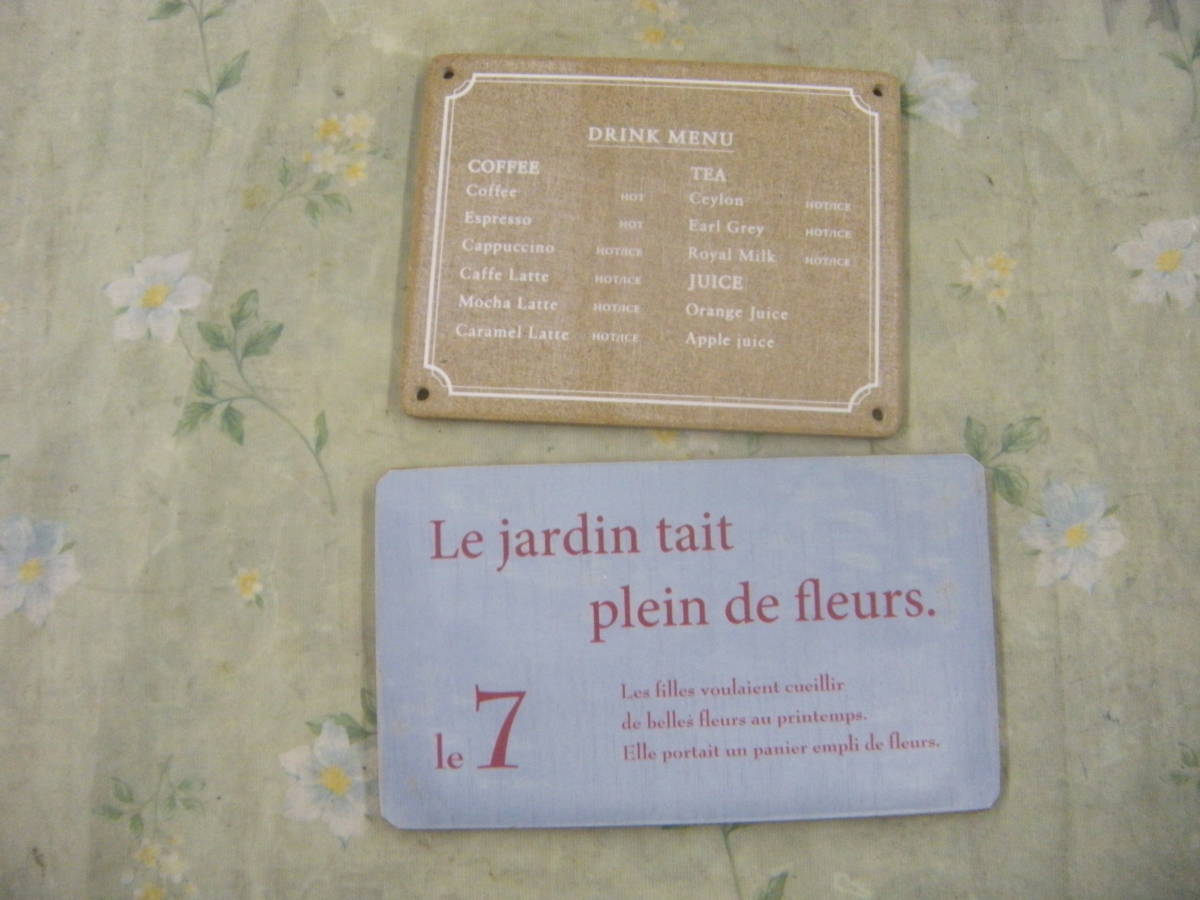 DRINK MENU
COFFEE
Coffee HOT
Espresso HOT
Cappuccino HOT/ICE
Caffe Latte HOT/ICE
Mocha Latte HOT/ICE
Caramel Latte HOT/ICE
TEA
Ceylon HOT/ICE
Earl Grey HOT/ICE
Royal Milk HOT/ICE
JUICE
Orange Juice
Apple juice
Le jardin tait
plein de fleurs.
le 7
Les filles voulaient cueillir
de belles fleurs au printemps.
Elle portait un panier empli de fleurs.